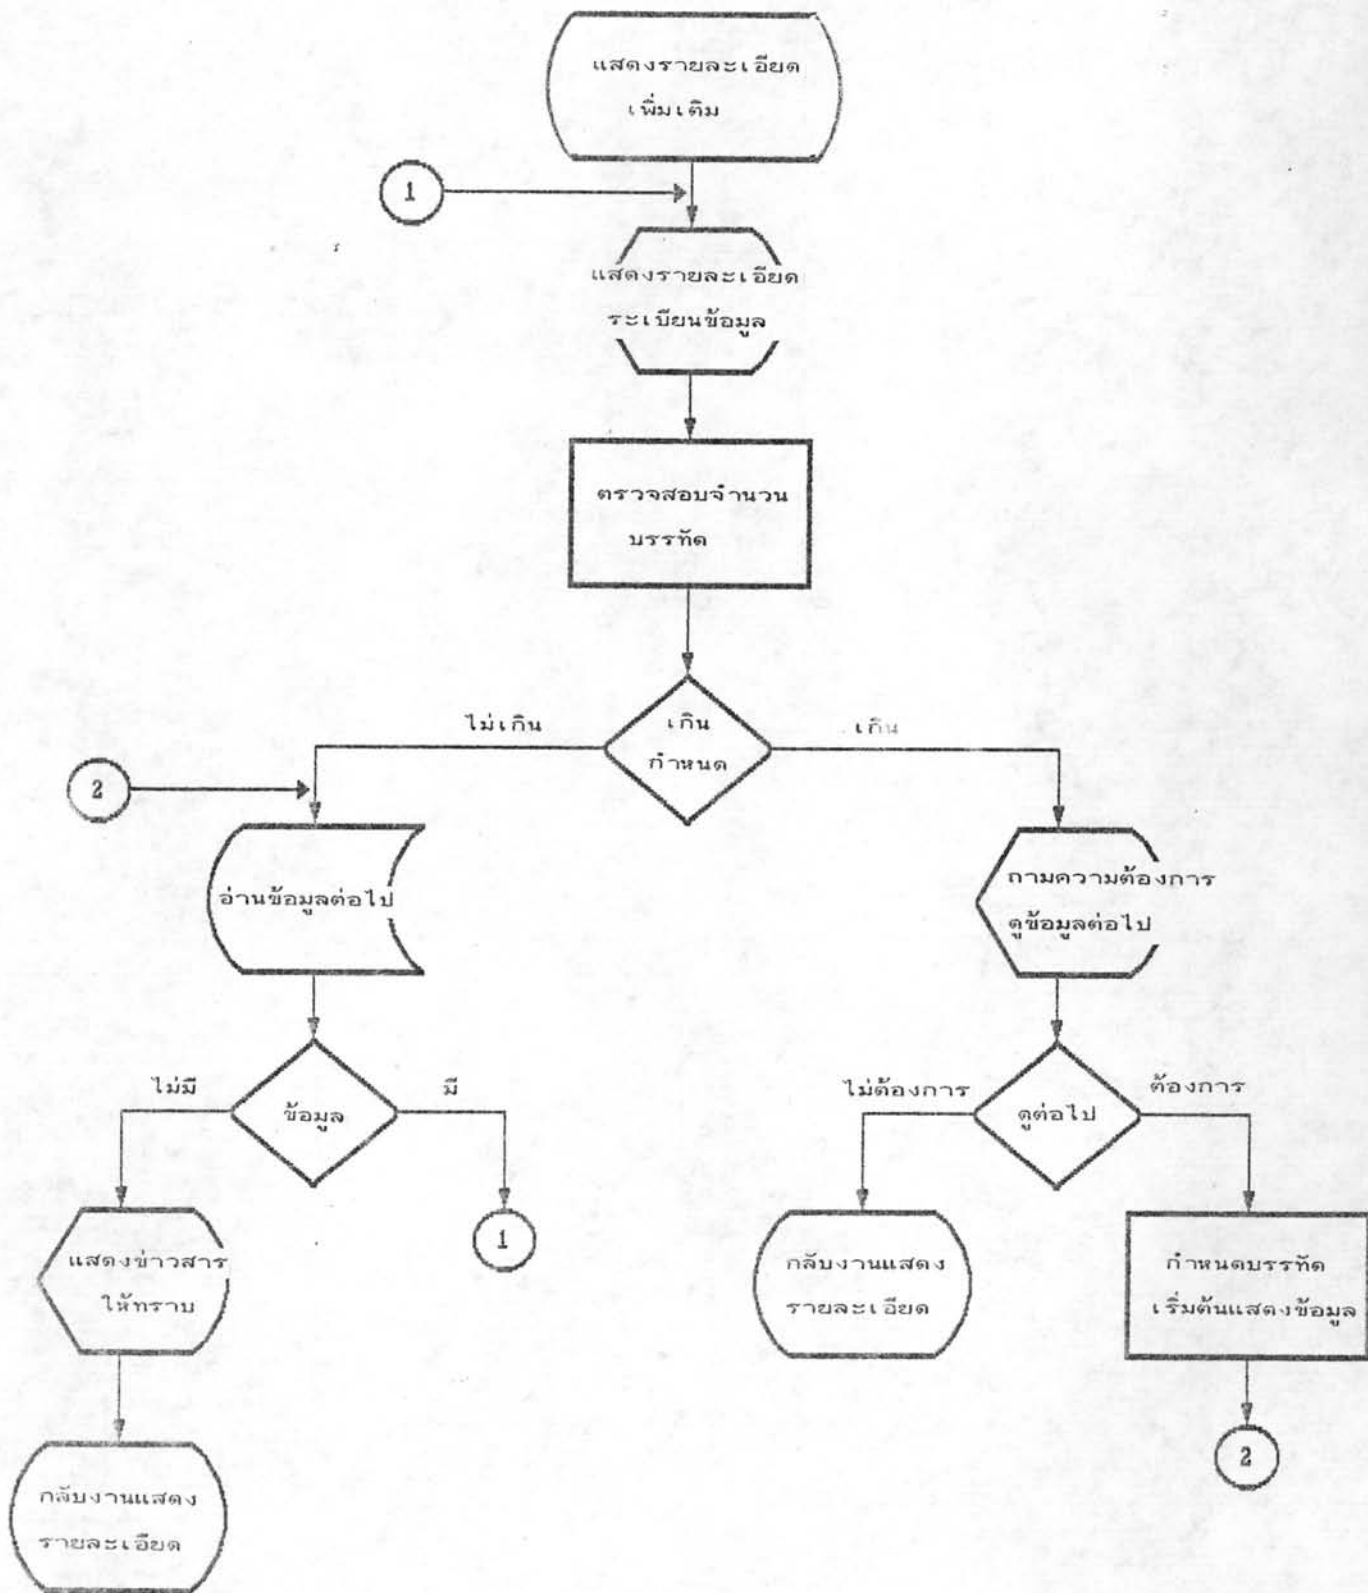 แสดงรายละเอียด
เพิ่มเติม
1
แสดงรายละเอียด
ระเบียนข้อมูล
ตรวจสอบจำนวน
บรรทัด
ไม่เกิน
เกิน
กำหนด
เกิน
2
อ่านข้อมูลต่อไป
ถามความต้องการ
ดูข้อมูลต่อไป
ไม่มี
ข้อมูล
มี
ไม่ต้องการ
ดูต่อไป
ต้องการ
1
แสดงข่าวสาร
ให้ทราบ
กลับงานแสดง
รายละเอียด
กำหนดบรรทัด
เริ่มต้นแสดงข้อมูล
2
กลับงานแสดง
รายละเอียด